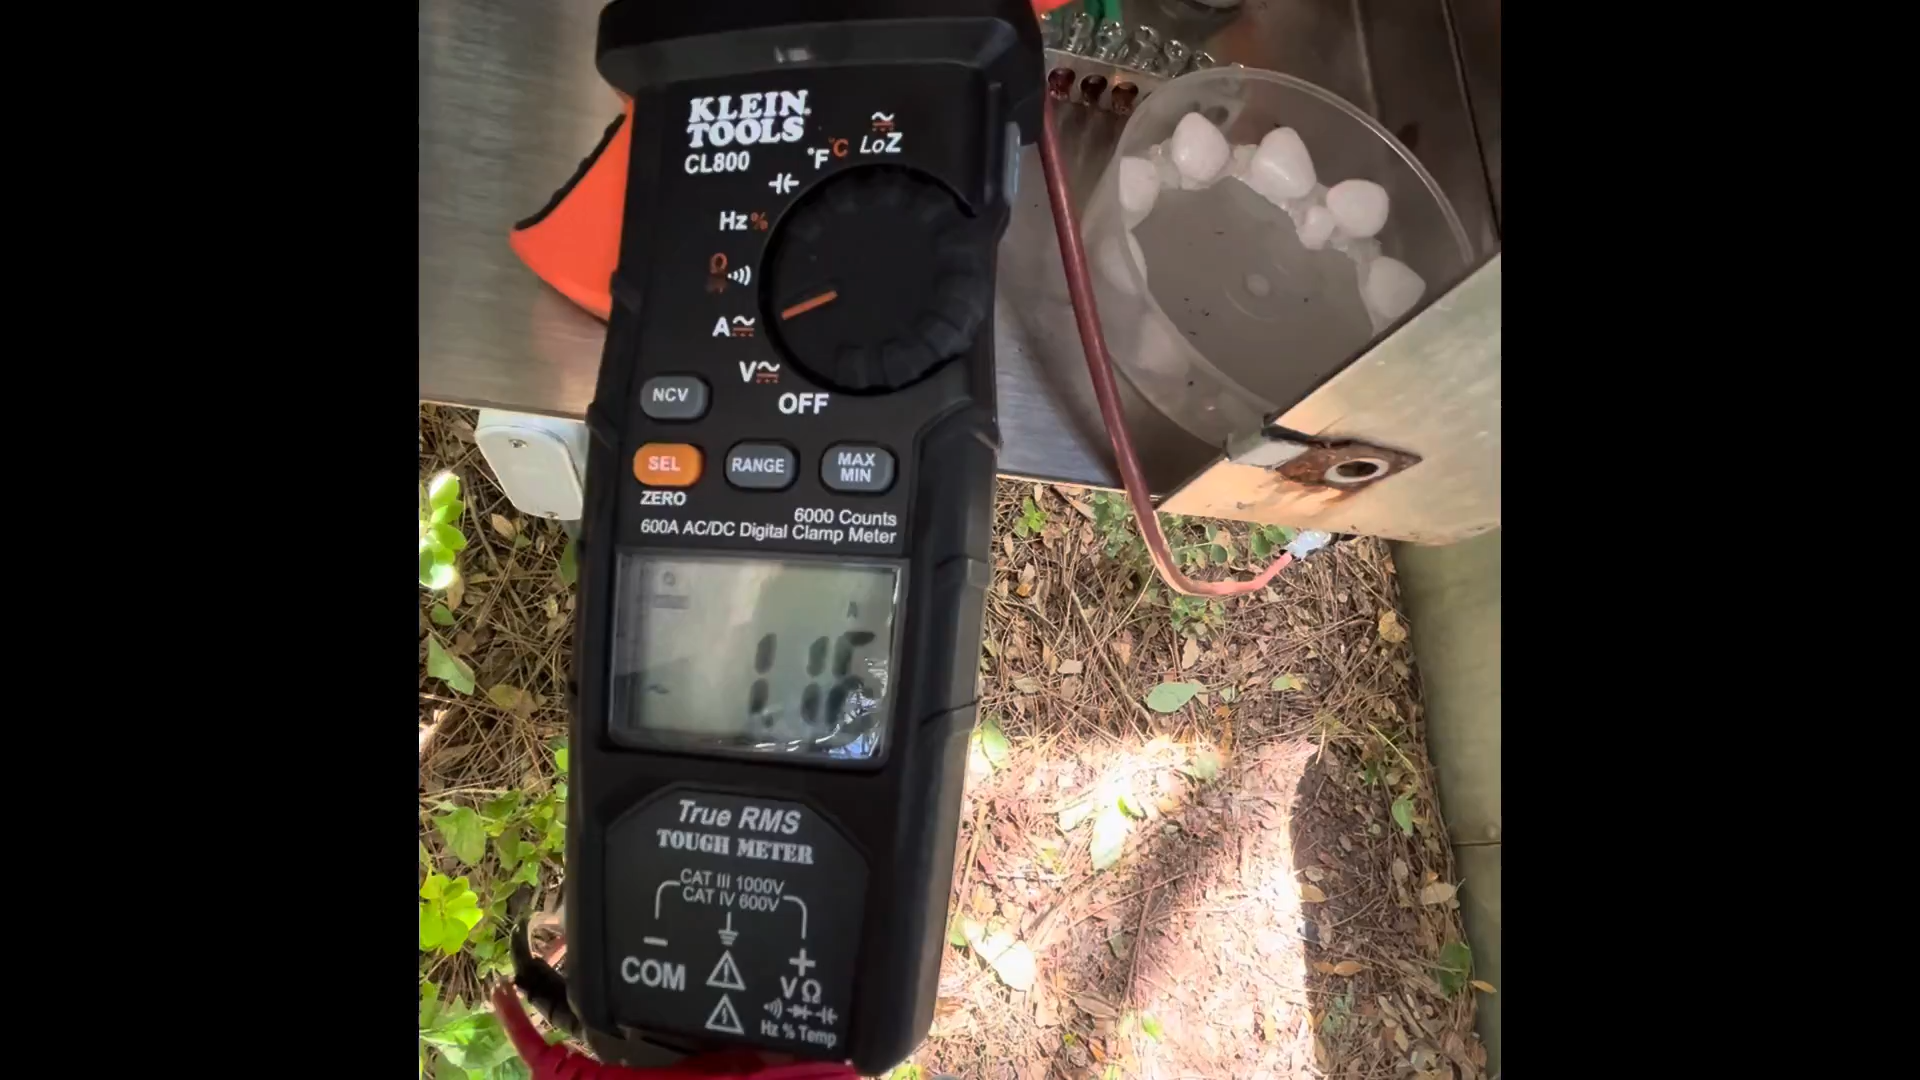 KLEIN
TOOLS
CL800
°F °C LoZ
Hz %
Ω
A
V
OFF
NCV
SEL
RANGE
MAX
MIN
ZERO
6000 Counts
600A AC/DC Digital Clamp Meter
A
True RMS
TOUGH METER
CAT III 1000V
CAT IV 600V
− +
COM
V Ω
Hz % Temp